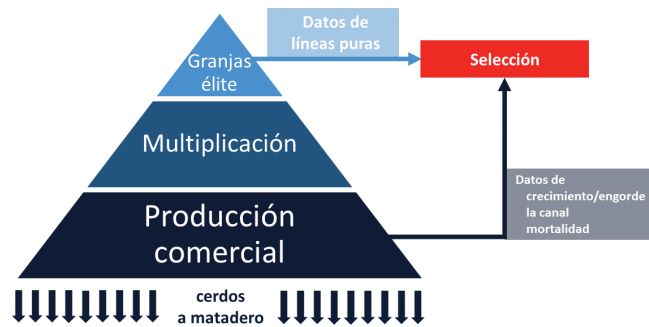 Datos de
líneas puras
Selección
Granjas
élite
Multiplicación
Datos de
crecimiento/engorde
la canal
mortalidad
Producción
comercial
cerdos
a matadero